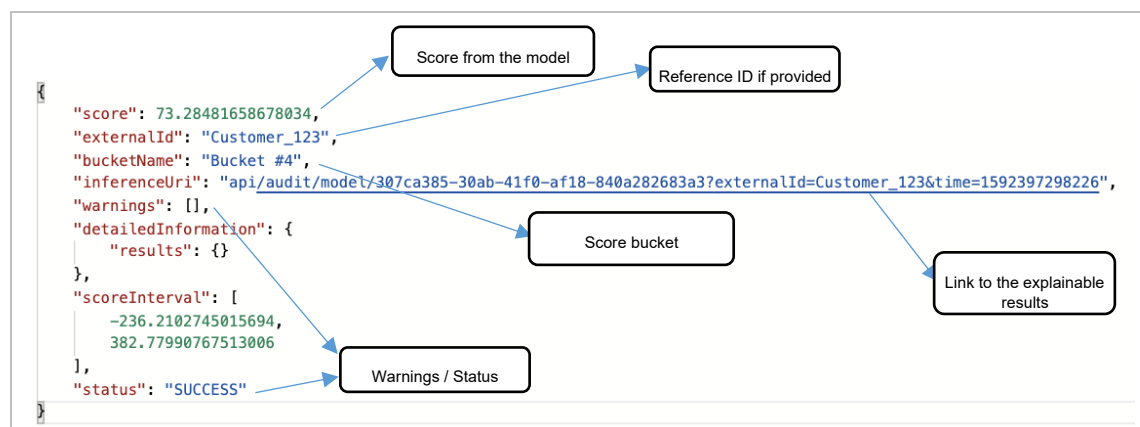 Score from the model
Reference ID if provided
{
"score": 73.28481658678034,
"externalId": "Customer_123",
"bucketName": "Bucket #4",
"inferenceUri": "api/audit/model/307ca385-30ab-41f0-af18-840a282683a3?externalId=Customer_123&time=1592397298226",
"warnings": [],
"detailedInformation": {
"results": {}
},
"scoreInterval": [
-236.2102745015694,
382.77990767513006
],
"status": "SUCCESS"
}
Score bucket
Link to the explainable
results
Warnings / Status